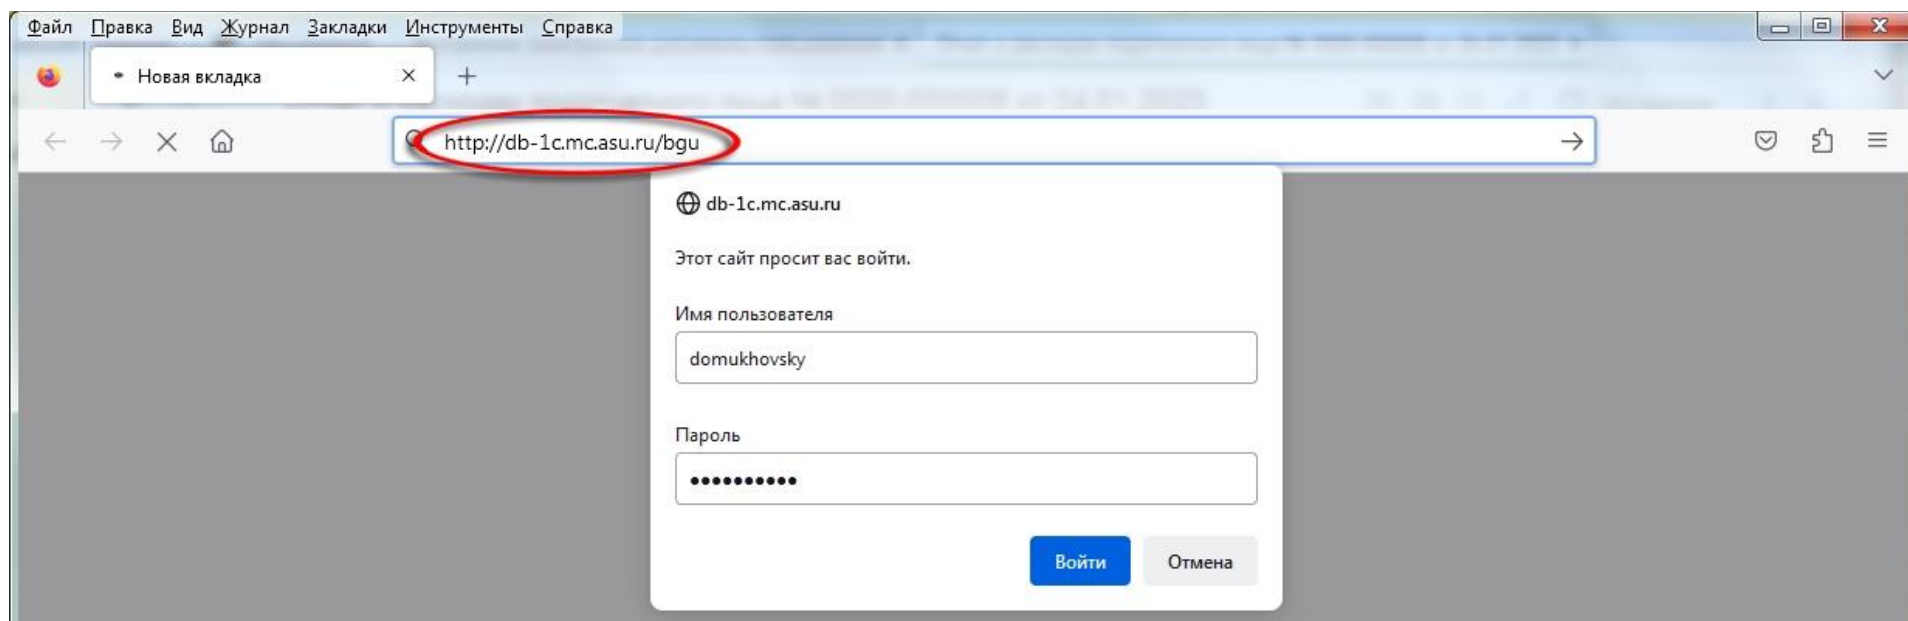 Файл Правка Вид Журнал Закладки Инструменты Справка
Новая вкладка
http://db-1c.mc.asu.ru/bgu
db-1c.mc.asu.ru
Этот сайт просит вас войти.
Имя пользователя
domukhovsky
Пароль
••••••••••
Войти Отмена